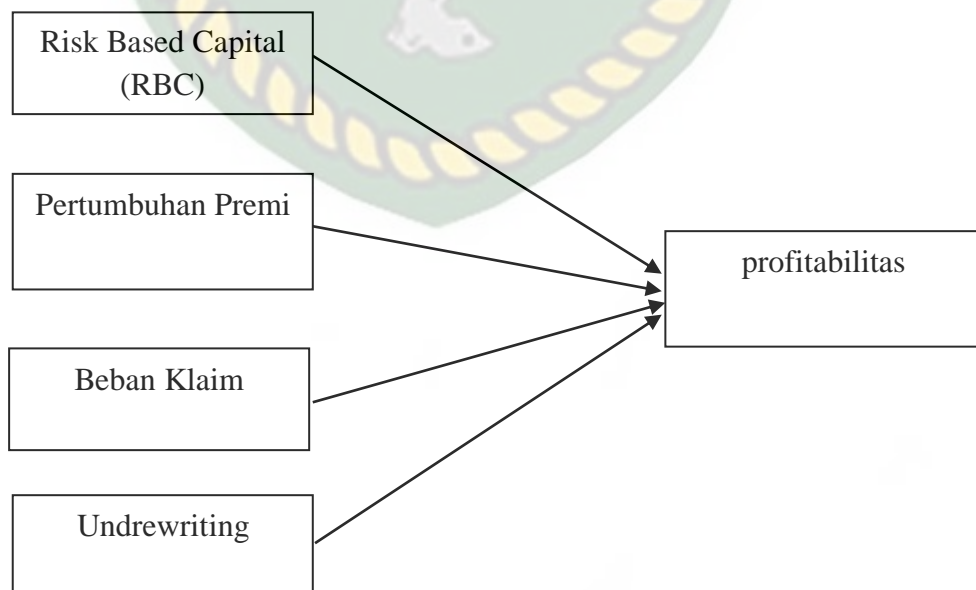 Risk Based Capital
(RBC)
Pertumbuhan Premi
profitabilitas
Beban Klaim
Undrewriting